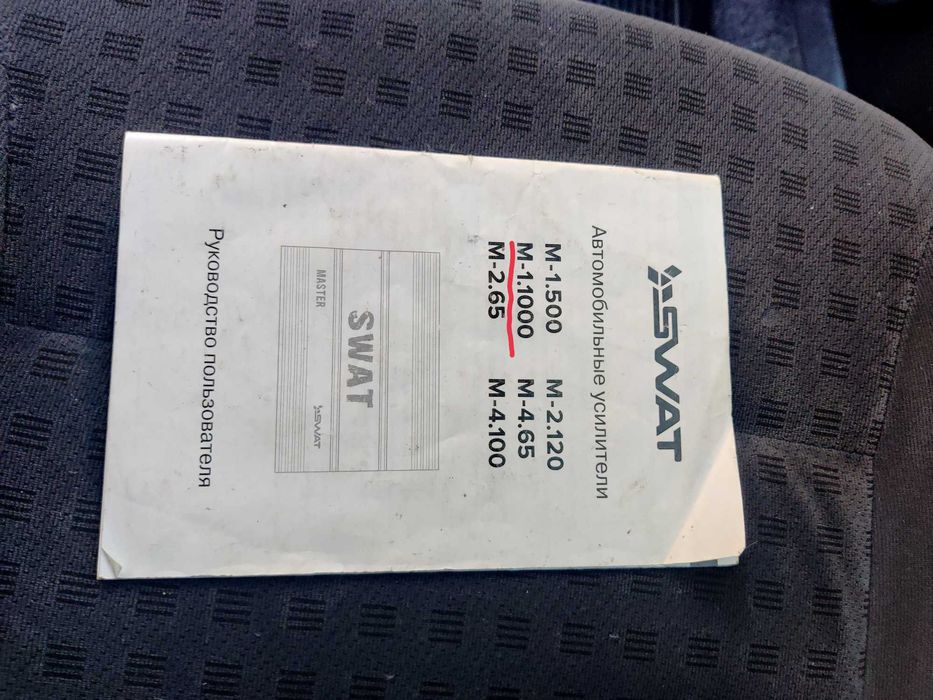 SWAT
Автомобильные усилители
M-1.500 M-2.120
M-1.1000 M-4.65
M-2.65 M-4.100
SWAT
MASTER SWAT
Руководство пользователя